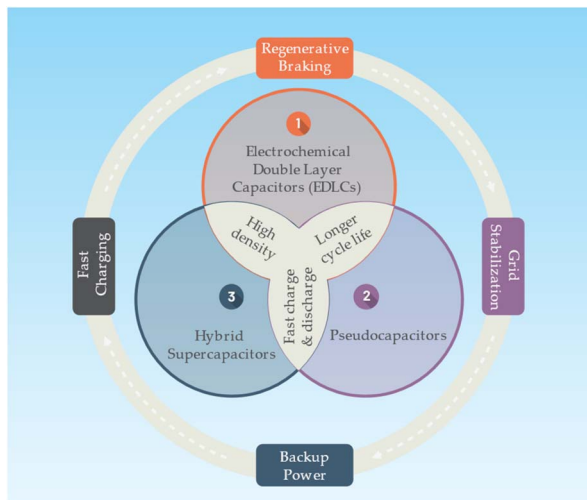 Regenerative
Braking
1
Electrochemical
Double Layer
Capacitors (EDLCs)
High
density
Longer
cycle life
Fast
Charging
Grid
Stabilization
3
Fast charge
& discharge
2
Hybrid
Supercapacitors
Pseudocapacitors
Backup
Power